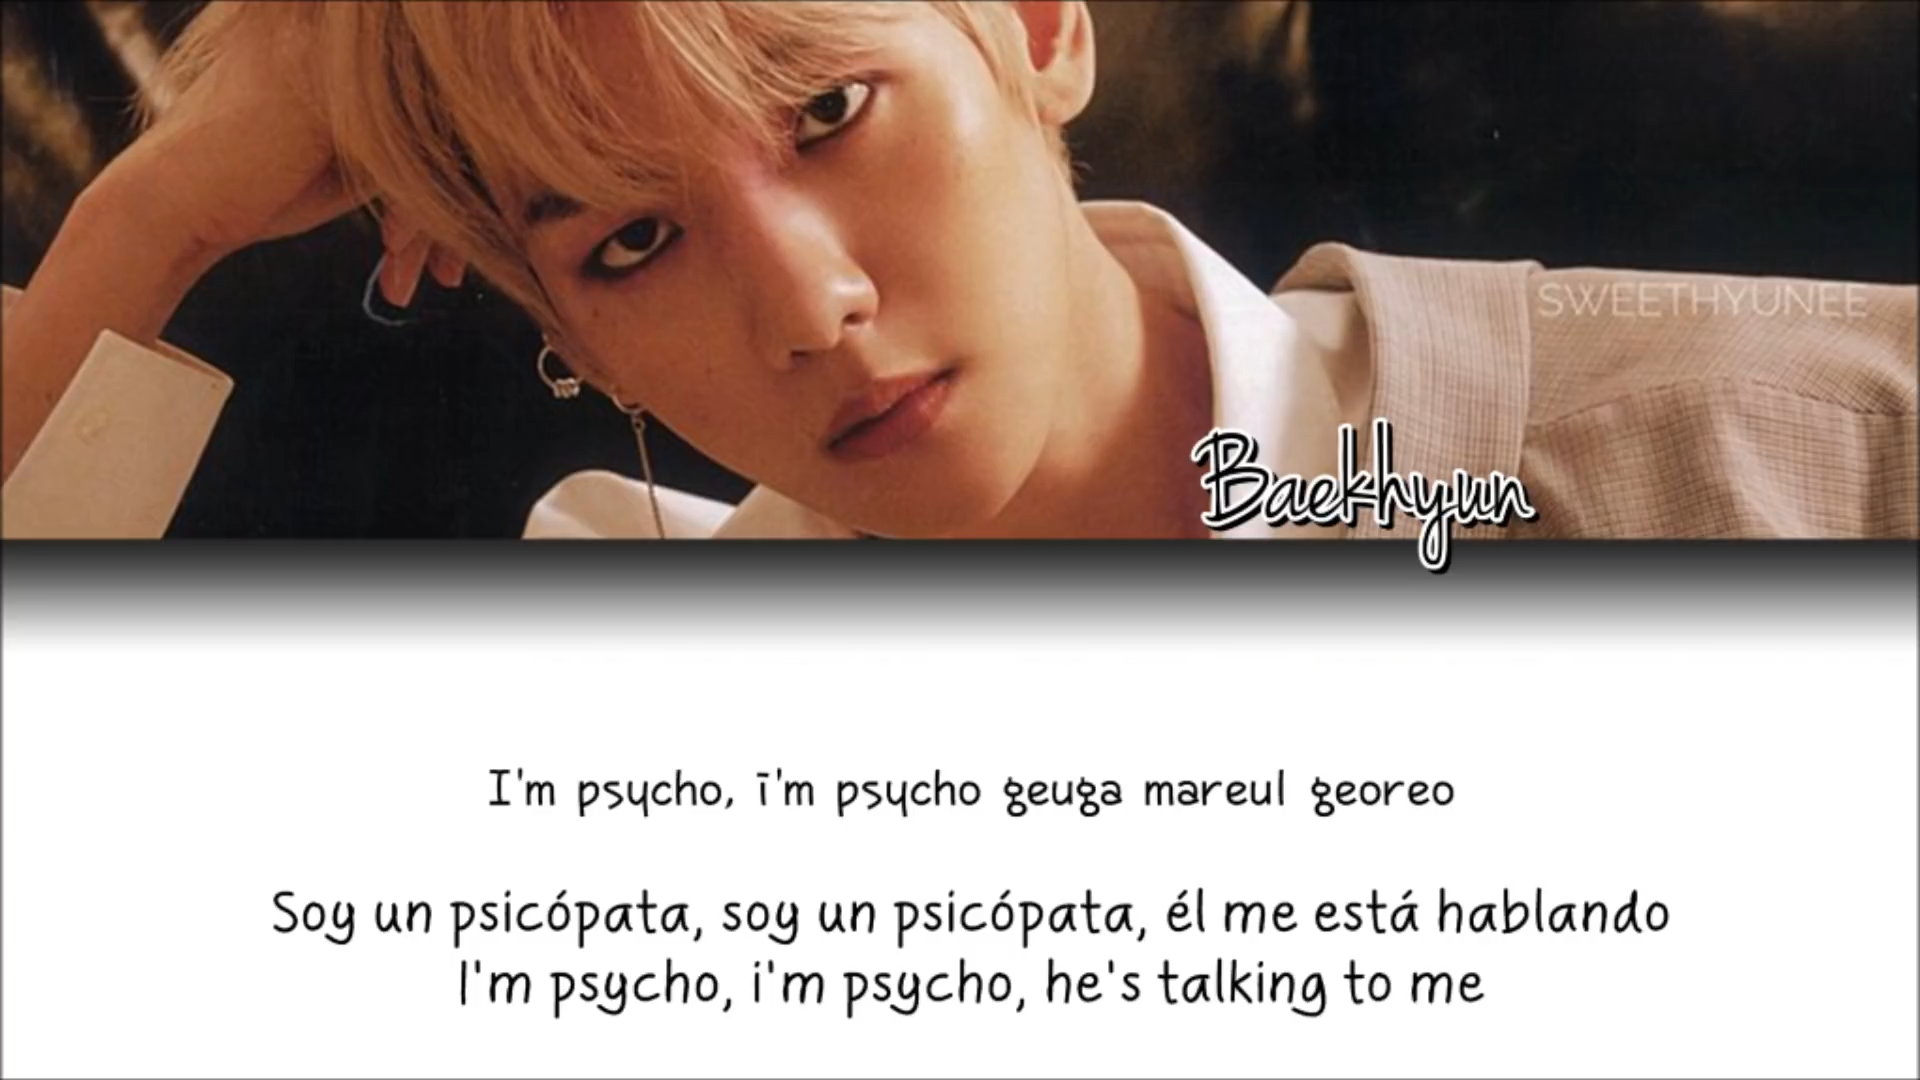 SWEETHYUNEE
Baekhyun
I'm psycho, i'm psycho geuga mareul georeo
Soy un psicópata, soy un psicópata, él me está hablando
I'm psycho, i'm psycho, he's talking to me